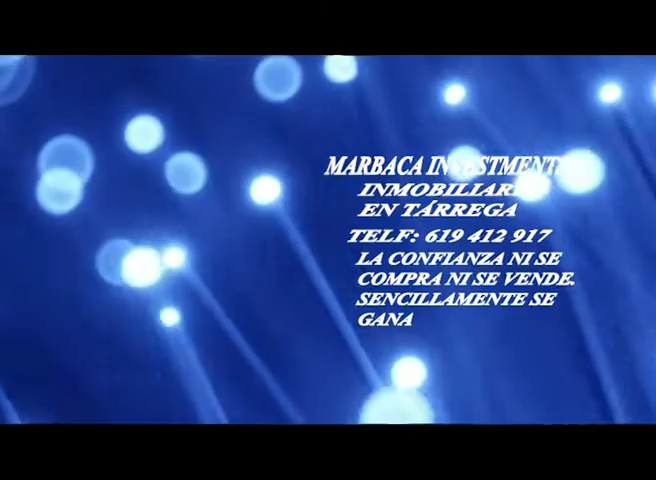 MARBACA INVESTMENTS
INMOBILIARIA
EN TÁRREGA
TELF: 619 412 917
LA CONFIANZA NI SE
COMPRA NI SE VENDE.
SENCILLAMENTE SE
GANA